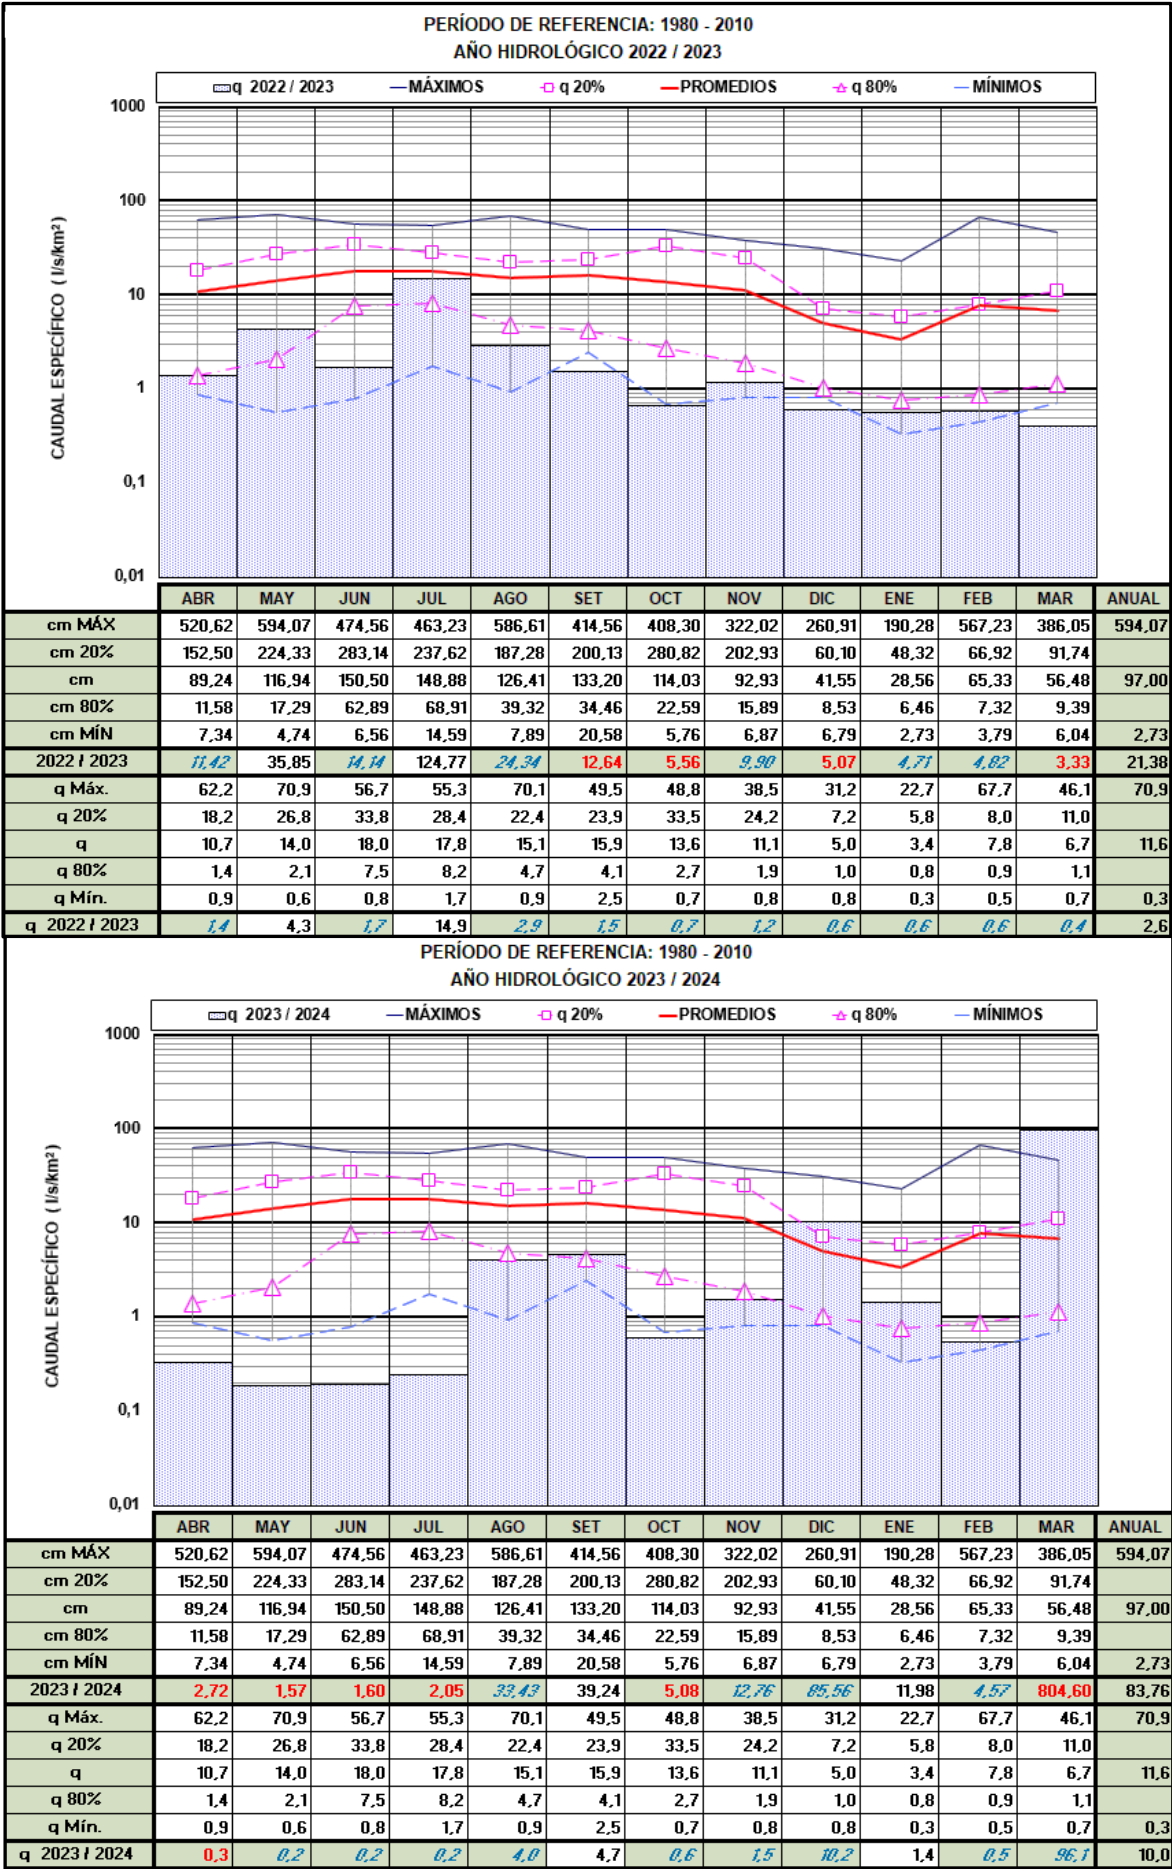 PERÍODO DE REFERENCIA: 1980 - 2010
AÑO HIDROLÓGICO 2022 / 2023
q 2022 / 2023 MÁXIMOS q 20% PROMEDIOS q 80% MÍNIMOS
1000
100
10
1
0,1
0,01
CAUDAL ESPECÍFICO ( l/s/km²)
ABR MAY JUN JUL AGO SET OCT NOV DIC ENE FEB MAR ANUAL
cm MÁX 520,62 594,07 474,56 463,23 586,61 414,56 408,30 322,02 260,91 190,28 567,23 386,05 594,07
cm 20% 152,50 224,33 283,14 237,62 187,28 200,13 280,82 202,93 60,10 48,32 66,92 91,74
cm 89,24 116,94 150,50 148,88 126,41 133,20 114,03 92,93 41,55 28,56 65,33 56,48 97,00
cm 80% 11,58 17,29 62,89 68,91 39,32 34,46 22,59 15,89 8,53 6,46 7,32 9,39
cm MÍN 7,34 4,74 6,56 14,59 7,89 20,58 5,76 6,87 6,79 2,73 3,79 6,04 2,73
2022 / 2023 11,42 35,85 14,14 124,77 24,34 12,64 5,56 9,90 5,07 4,71 4,82 3,33 21,38
q Máx. 62,2 70,9 56,7 55,3 70,1 49,5 48,8 38,5 31,2 22,7 67,7 46,1 70,9
q 20% 18,2 26,8 33,8 28,4 22,4 23,9 33,5 24,2 7,2 5,8 8,0 11,0
q 10,7 14,0 18,0 17,8 15,1 15,9 13,6 11,1 5,0 3,4 7,8 6,7 11,6
q 80% 1,4 2,1 7,5 8,2 4,7 4,1 2,7 1,9 1,0 0,8 0,9 1,1
q Mín. 0,9 0,6 0,8 1,7 0,9 2,5 0,7 0,8 0,8 0,3 0,5 0,7 0,3
q 2022 / 2023 1,4 4,3 1,7 14,9 2,9 1,5 0,7 1,2 0,6 0,6 0,6 0,4 2,6
PERÍODO DE REFERENCIA: 1980 - 2010
AÑO HIDROLÓGICO 2023 / 2024
q 2023 / 2024 MÁXIMOS q 20% PROMEDIOS q 80% MÍNIMOS
1000
100
10
1
0,1
0,01
CAUDAL ESPECÍFICO ( l/s/km²)
ABR MAY JUN JUL AGO SET OCT NOV DIC ENE FEB MAR ANUAL
cm MÁX 520,62 594,07 474,56 463,23 586,61 414,56 408,30 322,02 260,91 190,28 567,23 386,05 594,07
cm 20% 152,50 224,33 283,14 237,62 187,28 200,13 280,82 202,93 60,10 48,32 66,92 91,74
cm 89,24 116,94 150,50 148,88 126,41 133,20 114,03 92,93 41,55 28,56 65,33 56,48 97,00
cm 80% 11,58 17,29 62,89 68,91 39,32 34,46 22,59 15,89 8,53 6,46 7,32 9,39
cm MÍN 7,34 4,74 6,56 14,59 7,89 20,58 5,76 6,87 6,79 2,73 3,79 6,04 2,73
2023 / 2024 2,72 1,57 1,60 2,05 33,43 39,24 5,08 12,76 85,56 11,98 4,57 804,60 83,76
q Máx. 62,2 70,9 56,7 55,3 70,1 49,5 48,8 38,5 31,2 22,7 67,7 46,1 70,9
q 20% 18,2 26,8 33,8 28,4 22,4 23,9 33,5 24,2 7,2 5,8 8,0 11,0
q 10,7 14,0 18,0 17,8 15,1 15,9 13,6 11,1 5,0 3,4 7,8 6,7 11,6
q 80% 1,4 2,1 7,5 8,2 4,7 4,1 2,7 1,9 1,0 0,8 0,9 1,1
q Mín. 0,9 0,6 0,8 1,7 0,9 2,5 0,7 0,8 0,8 0,3 0,5 0,7 0,3
q 2023 / 2024 0,3 0,2 0,2 0,2 4,0 4,7 0,6 1,5 10,2 1,4 0,5 96,1 10,0